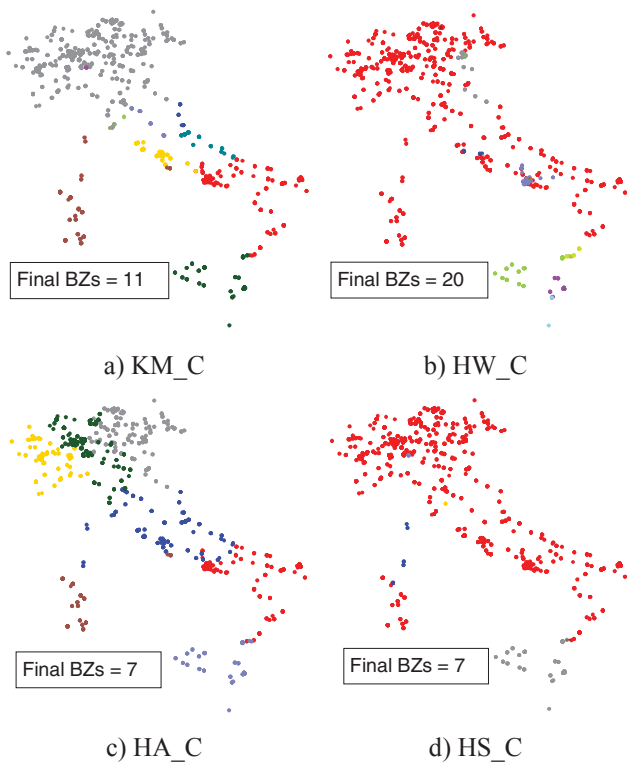 Final BZs = 11
Final BZs = 20
a) KM_C
b) HW_C
Final BZs = 7
Final BZs = 7
c) HA_C
d) HS_C